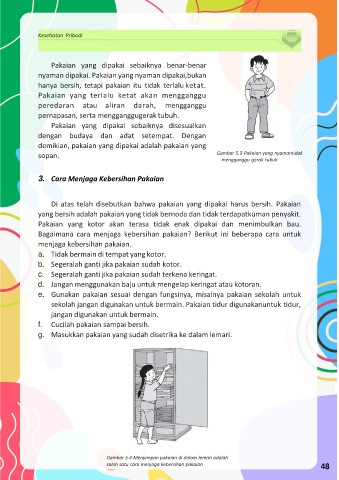 Kesehatan Pribadi
Pakaian yang dipakai sebaiknya benar-benar
nyaman dipakai. Pakaian yang nyaman dipakai,bukan
hanya bersih, tetapi pakaian itu tidak terlalu ketat.
Pakaian yang terlalu ketat akan mengganggu
peredaran atau aliran darah, mengganggu
pernapasan, serta mengganggugerak tubuh.
Pakaian yang dipakai sebaiknya disesuaikan
dengan budaya dan adat setempat. Dengan
demikian, pakaian yang dipakai adalah pakaian yang
sopan.
Gambar 5.3 Pakaian yang nyamantidak
mengganggu gerak tubuh
3. Cara Menjaga Kebersihan Pakaian
Di atas telah disebutkan bahwa pakaian yang dipakai harus bersih. Pakaian
yang bersih adalah pakaian yang tidak bernoda dan tidak terdapatkuman penyakit.
Pakaian yang kotor akan terasa tidak enak dipakai dan menimbulkan bau.
Bagaimana cara menjaga kebersihan pakaian? Berikut ini beberapa cara untuk
menjaga kebersihan pakaian.
a. Tidak bermain di tempat yang kotor.
b. Segeralah ganti jika pakaian sudah kotor.
c. Segeralah ganti jika pakaian sudah terkena keringat.
d. Jangan menggunakan baju untuk mengelap keringat atau kotoran.
e. Gunakan pakaian sesuai dengan fungsinya, misalnya pakaian sekolah untuk
sekolah jangan digunakan untuk bermain. Pakaian tidur digunakanuntuk tidur,
jangan digunakan untuk bermain.
f. Cucilah pakaian sampai bersih.
g. Masukkan pakaian yang sudah disetrika ke dalam lemari.
Gambar 5.4 Menyimpan pakaian di dalam lemari adalah
salah satu cara menjaga kebersihan pakaian
48